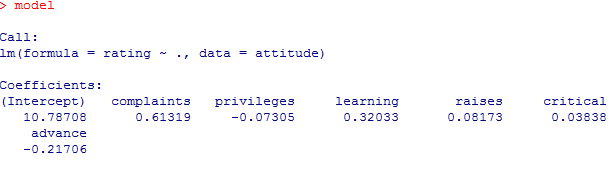 > model
Call:
lm(formula = rating ~ ., data = attitude)
Coefficients:
(Intercept)   complaints   privileges     learning       raises     critical
   10.78708      0.61319     -0.07305      0.32033      0.08173      0.03838
    advance
   -0.21706